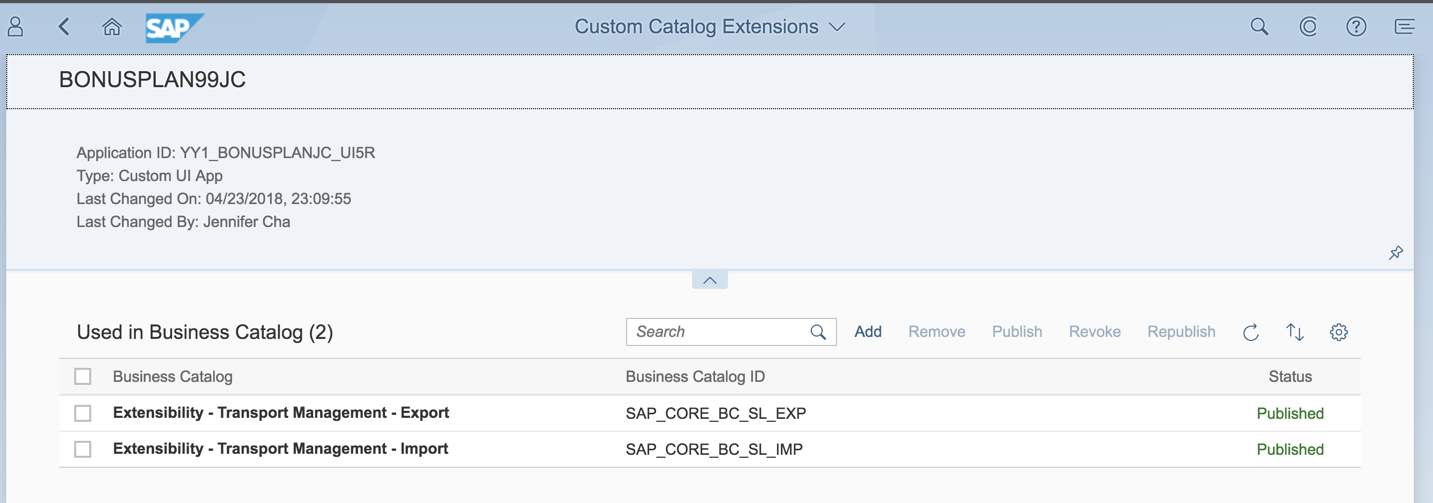 SAP
Custom Catalog Extensions
BONUSPLAN99JC
Application ID: YY1_BONUSPLANJC_UI5R
Type: Custom UI App
Last Changed On: 04/23/2018, 23:09:55
Last Changed By: Jennifer Cha
Used in Business Catalog (2) Search Add Remove Publish Revoke Republish
Business Catalog Business Catalog ID Status
Extensibility - Transport Management - Export SAP_CORE_BC_SL_EXP Published
Extensibility - Transport Management - Import SAP_CORE_BC_SL_IMP Published